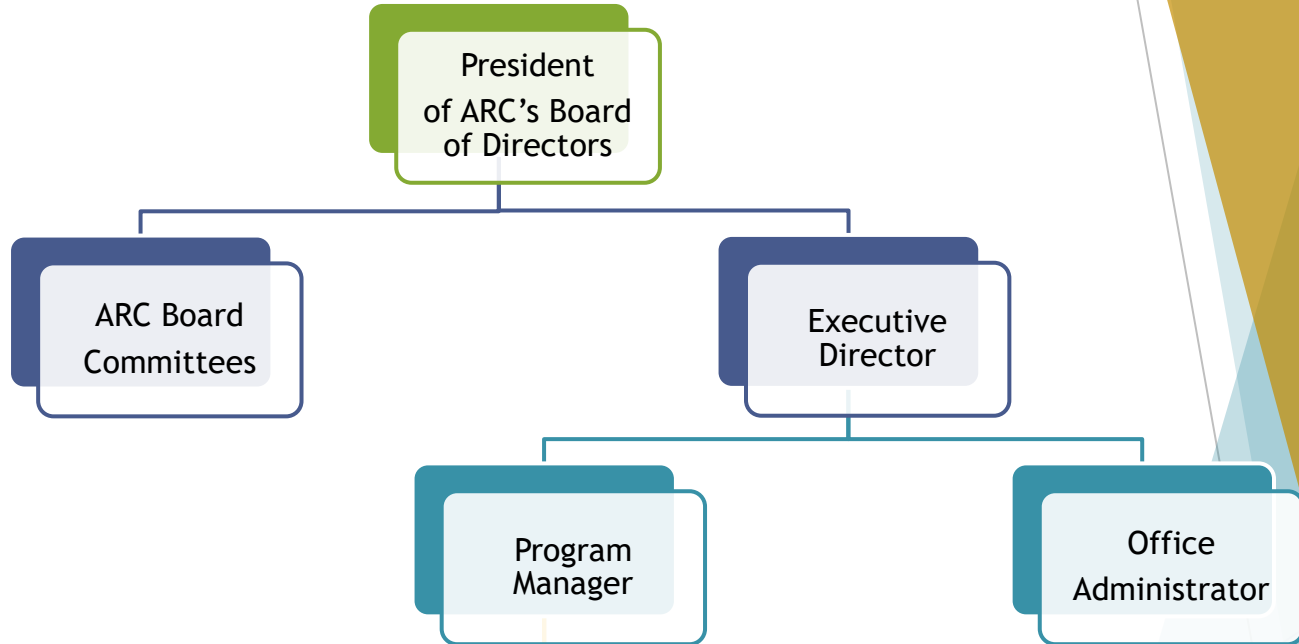 President
of ARC’s Board
of Directors
ARC Board
Committees
Executive
Director
Program
Manager
Office
Administrator